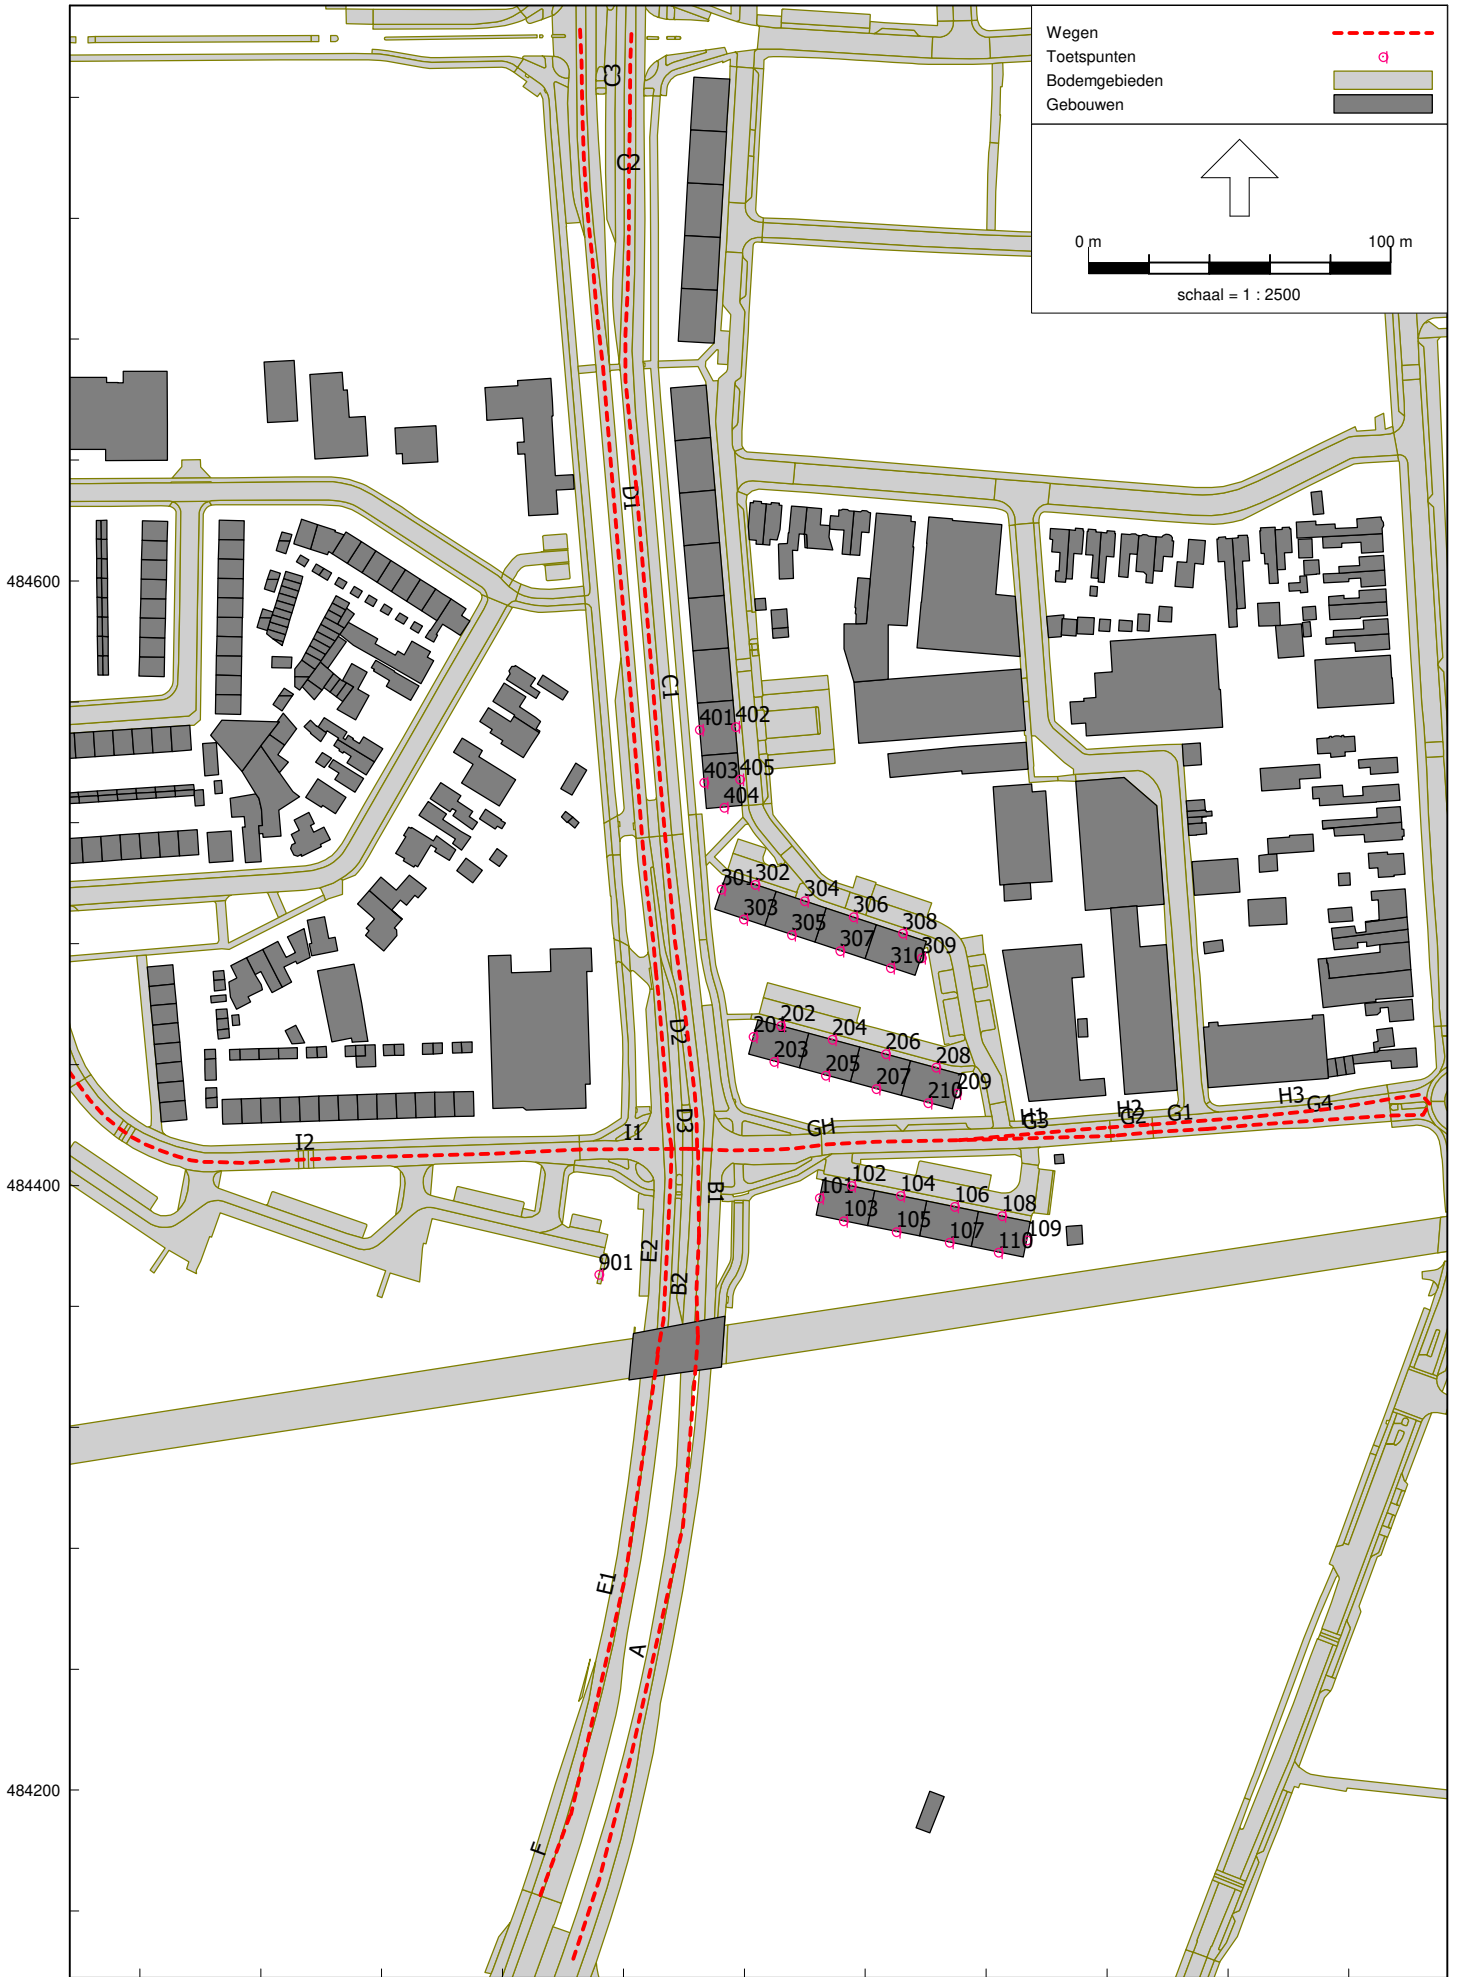 Wegen
Toetspunten
Bodemgebieden
Gebouwen
0 m 100 m
schaal = 1 : 2500
C3
C2
D1
484600
C1
401 402
403 405
404
301 302
304
303 306
305 308
307 309
310
202
201 204
D2
203 206
205 208
207 209
210
H3
G4
H1 H2
G3 G2 G1
D3
I1 GH
I2
484400
B1
102
101 104
103 106
105 108
107 109
110
E2
901
B2
E1
A
484200
F